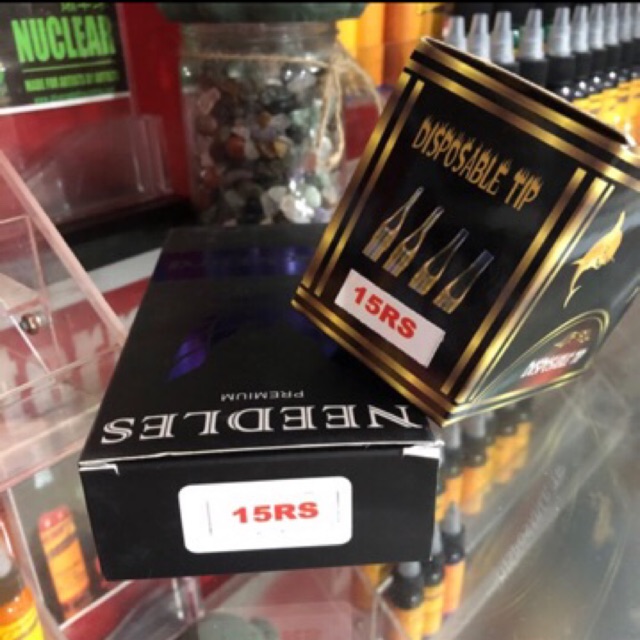 NUCLEAR
DISPOSABLE TIP
15RS
PREMIUM
NEEDLES
15RS